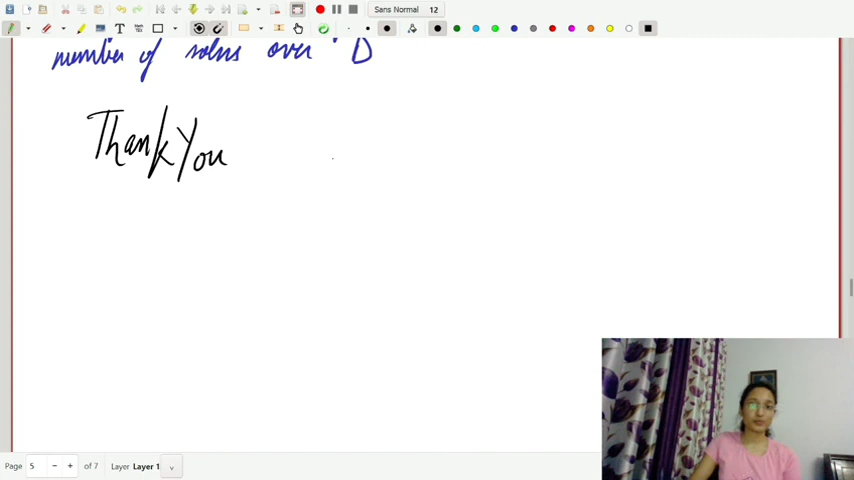 Sans Normal 12
number of solns over D
Thank You
Page 5 of 7 Layer Layer 1